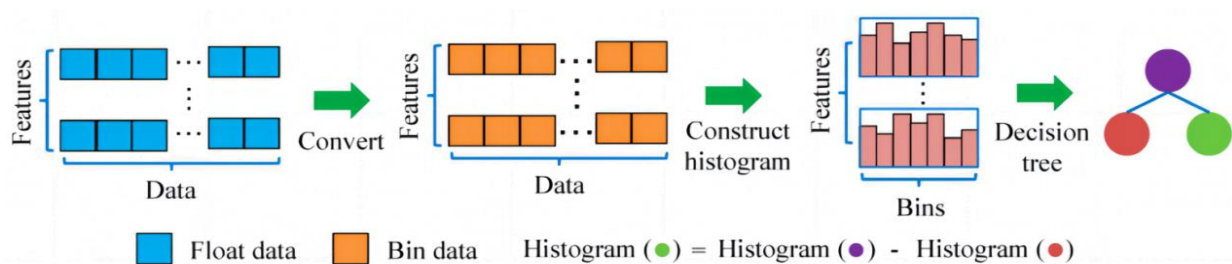 Features
Data
Convert
Features
Data
Construct
histogram
Features
Bins
Decision
tree
Float data
Bin data
Histogram (●) = Histogram (●) - Histogram (●)